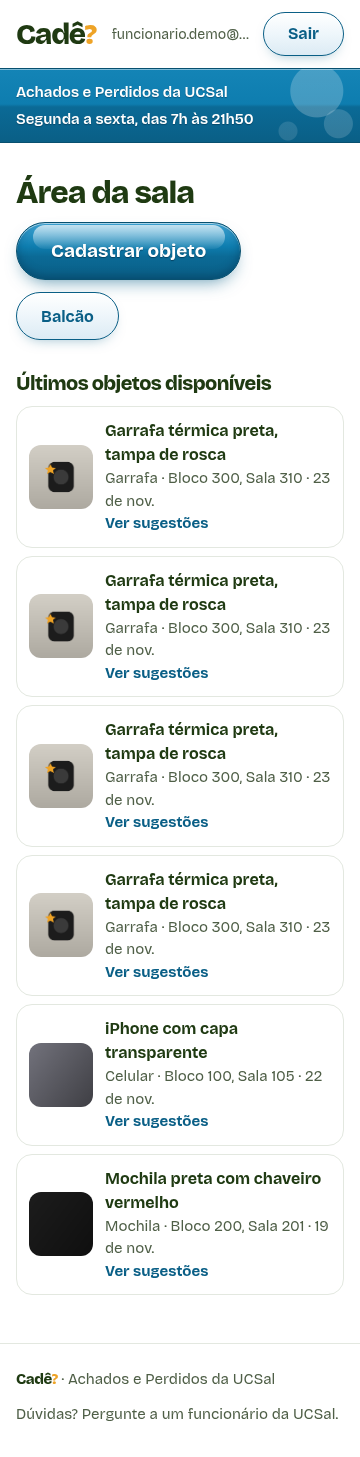 Cadê? funcionario.demo@... Sair
Achados e Perdidos da UCSal
Segunda a sexta, das 7h às 21h50
Área da sala
Cadastrar objeto
Balcão
Últimos objetos disponíveis
Garrafa térmica preta,
tampa de rosca
Garrafa · Bloco 300, Sala 310 · 23
de nov.
Ver sugestões
Garrafa térmica preta,
tampa de rosca
Garrafa · Bloco 300, Sala 310 · 23
de nov.
Ver sugestões
Garrafa térmica preta,
tampa de rosca
Garrafa · Bloco 300, Sala 310 · 23
de nov.
Ver sugestões
Garrafa térmica preta,
tampa de rosca
Garrafa · Bloco 300, Sala 310 · 23
de nov.
Ver sugestões
iPhone com capa
transparente
Celular · Bloco 100, Sala 105 · 22
de nov.
Ver sugestões
Mochila preta com chaveiro
vermelho
Mochila · Bloco 200, Sala 201 · 19
de nov.
Ver sugestões
Cadê? · Achados e Perdidos da UCSal
Dúvidas? Pergunte a um funcionário da UCSal.